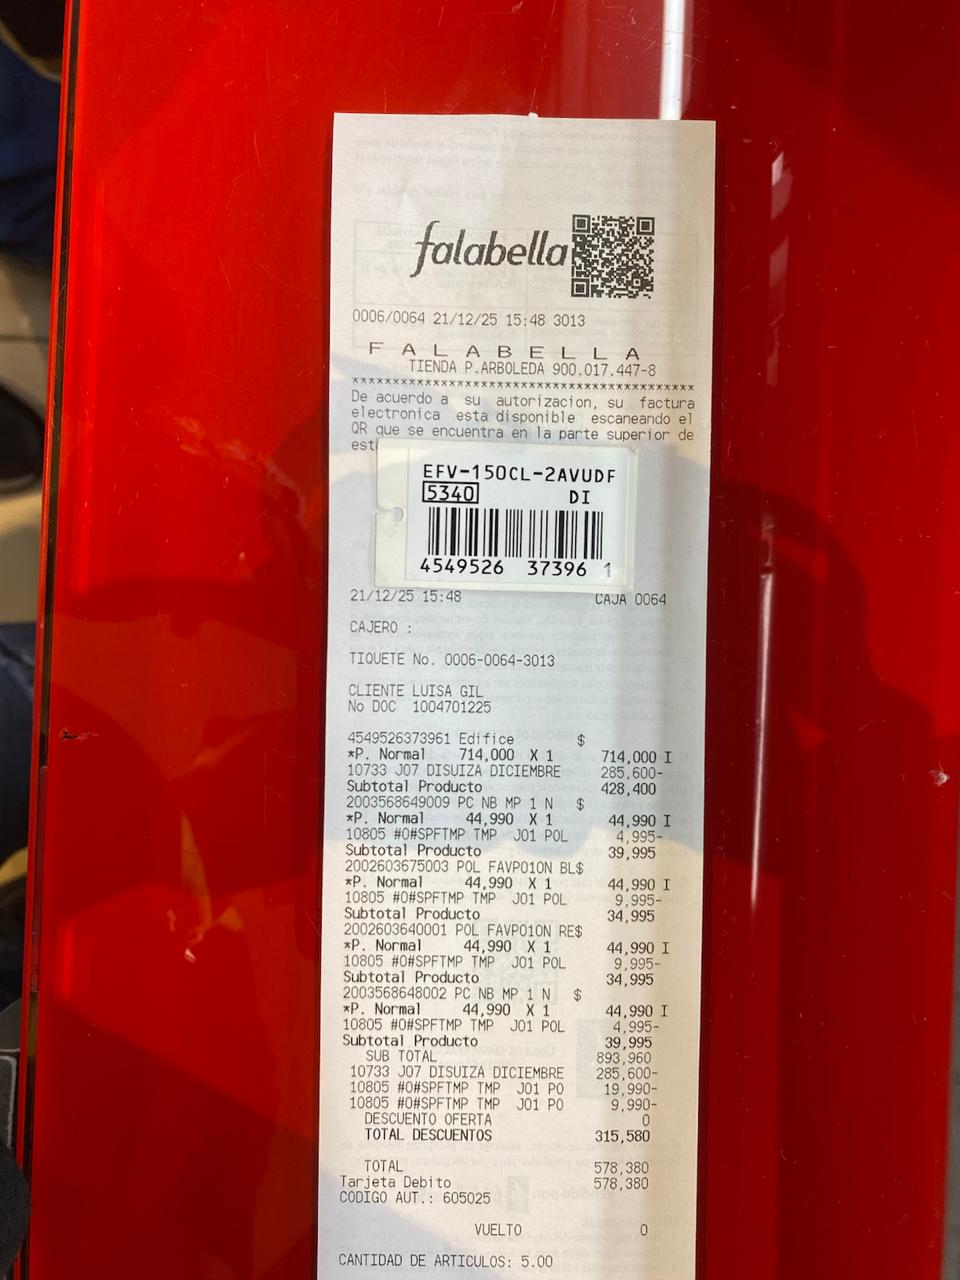 falabella
0006/0064 21/12/25 15:48 3013
F A L A B E L L A
TIENDA P.ARBOLEDA 900.017.447-8
******************************************
De acuerdo a su autorizacion, su factura
electronica esta disponible escaneando el
QR que se encuentra en la parte superior de
EFV-150CL-2AVUDF
5340 DI
4549526 37396 1
21/12/25 15:48 CAJA 0064
CAJERO :
TIQUETE No. 0006-0064-3013
CLIENTE LUISA GIL
No DOC 1004701225
4549526373961 Edifice $
*P. Normal 714,000 X 1 714,000 I
10733 J07 DISUIZA DICIEMBRE 285,600-
Subtotal Producto 428,400
2003568649009 PC NB MP 1 N $
*P. Normal 44,990 X 1 44,990 I
10805 #0#SPFTMP TMP J01 POL 4,995-
Subtotal Producto 39,995
2002603675003 POL FAVP010N BL$
*P. Normal 44,990 X 1 44,990 I
10805 #0#SPFTMP TMP J01 POL 9,995-
Subtotal Producto 34,995
2002603640001 POL FAVP010N RE$
*P. Normal 44,990 X 1 44,990 I
10805 #0#SPFTMP TMP J01 POL 9,995-
Subtotal Producto 34,995
2003568648002 PC NB MP 1 N $
*P. Normal 44,990 X 1 44,990 I
10805 #0#SPFTMP TMP J01 POL 4,995-
Subtotal Producto 39,995
SUB TOTAL 893,960
10733 J07 DISUIZA DICIEMBRE 285,600-
10805 #0#SPFTMP TMP J01 PO 19,990-
10805 #0#SPFTMP TMP J01 PO 9,990-
DESCUENTO OFERTA 0
TOTAL DESCUENTOS 315,580
TOTAL 578,380
Tarjeta Debito 578,380
CODIGO AUT.: 605025
VUELTO 0
CANTIDAD DE ARTICULOS: 5.00